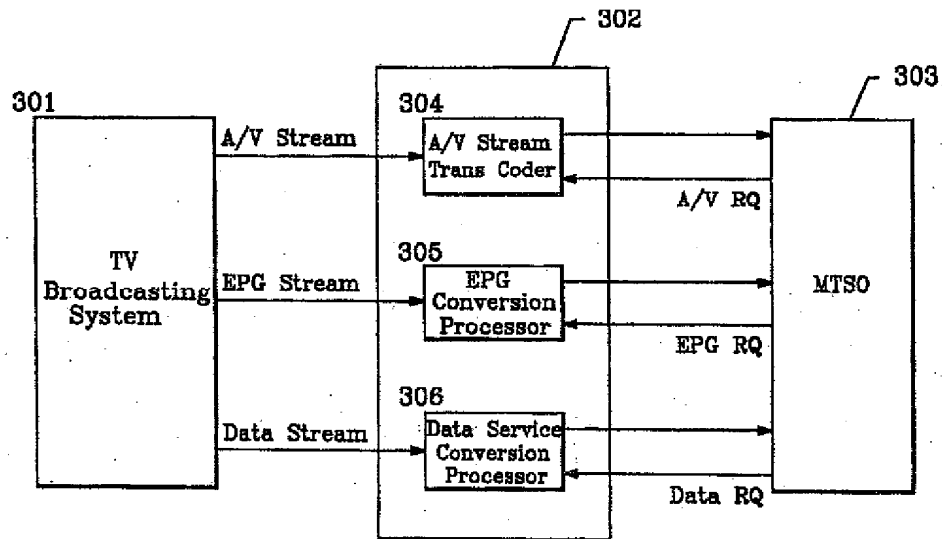 302
303
301
304
A/V Stream
A/V Stream
Trans Coder
A/V RQ
305
TV
Broadcasting
System
EPG Stream
EPG
Conversion
Processor
MTSO
EPG RQ
306
Data Stream
Data Service
Conversion
Processor
Data RQ